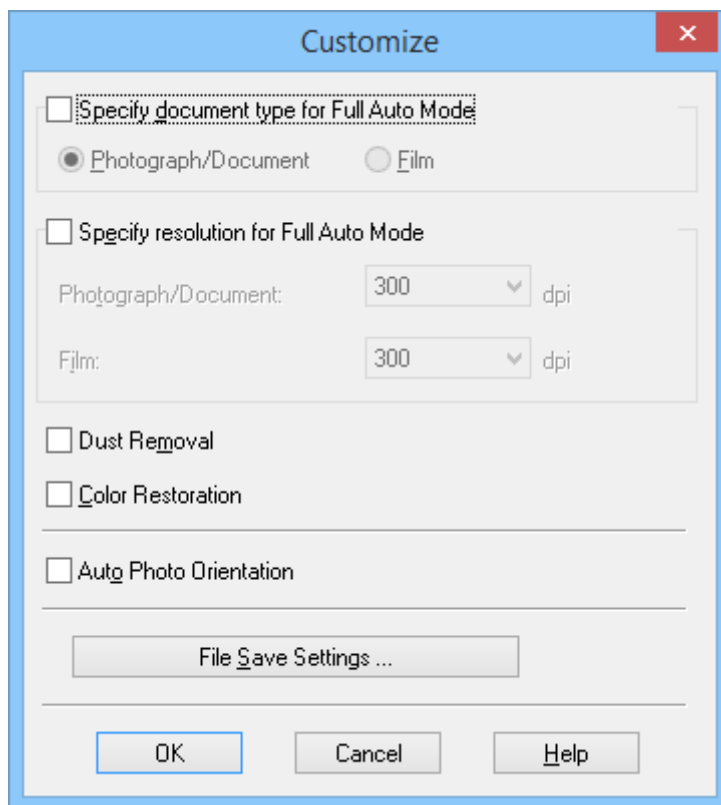 Customize
Specify document type for Full Auto Mode
Photograph/Document Film
Specify resolution for Full Auto Mode
Photograph/Document: 300 dpi
Film: 300 dpi
Dust Removal
Color Restoration
Auto Photo Orientation
File Save Settings ...
OK Cancel Help